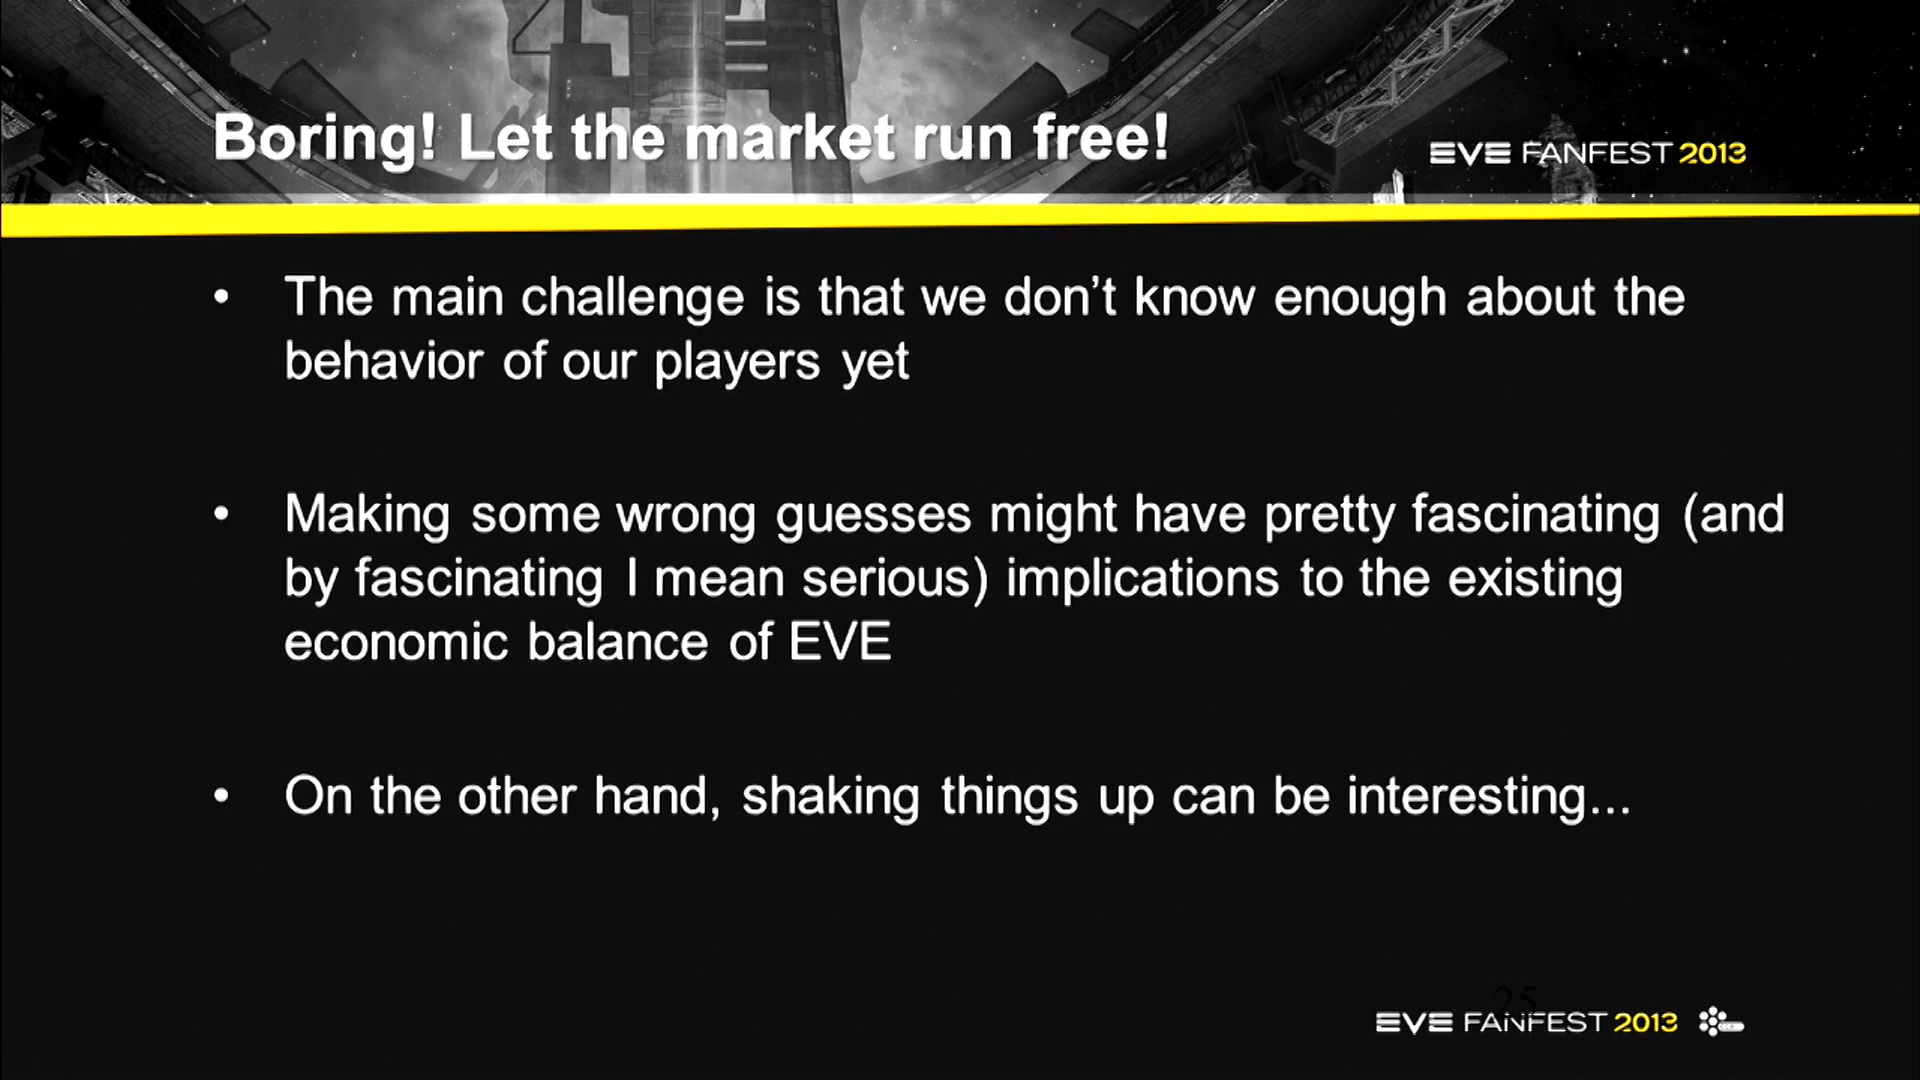 Boring! Let the market run free!
EVE FANFEST 2013
• The main challenge is that we don’t know enough about the
behavior of our players yet
• Making some wrong guesses might have pretty fascinating (and
by fascinating I mean serious) implications to the existing
economic balance of EVE
• On the other hand, shaking things up can be interesting...
25
EVE FANFEST 2013